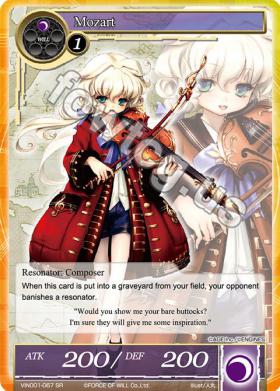 Mozart
WILL
1
fowtcg.us
Resonator: Composer
When this card is put into a graveyard from your field, your opponent
banishes a resonator.
"Would you show me your bare buttocks?
I'm sure they will give me some inspiration."
ATK 200 / DEF 200
VIN001-067 SR ©FORCE OF WILL Co.,Ltd.